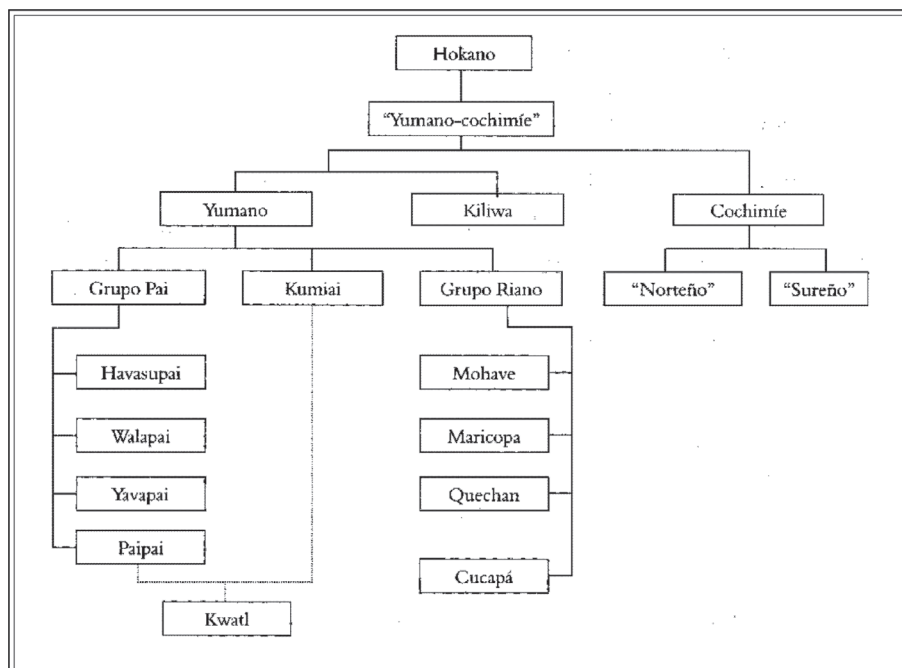 Hokano
“Yumano-cochimíe”
Yumano
Kiliwa
Cochimíe
Grupo Pai
Kumiai
Grupo Riano
“Norteño”
“Sureño”
Havasupai
Mohave
Walapai
Maricopa
Yavapai
Quechan
Paipai
Cucapá
Kwatl